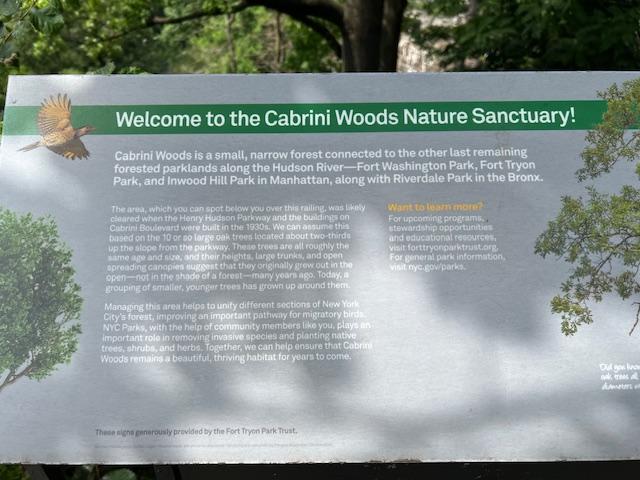 Welcome to the Cabrini Woods Nature Sanctuary!
Cabrini Woods is a small, narrow forest connected to the other last remaining
forested parklands along the Hudson River—Fort Washington Park, Fort Tryon
Park, and Inwood Hill Park in Manhattan, along with Riverdale Park in the Bronx.
The area, which you can spot below you over this railing, was likely
cleared when the Henry Hudson Parkway and the buildings on
Cabrini Boulevard were built in the 1930s. We can assume this
based on the 10 or so large oak trees located about two-thirds
up the slope from the parkway. These trees are all roughly the
same age and size, and their heights, large trunks, and open
spreading canopies suggest that they originally grew out in the
open—not in the shade of a forest—many years ago. Today, a
grouping of smaller, younger trees has grown up around them.
Managing this area helps to unify different sections of New York
City's forest, improving an important pathway for migratory birds.
NYC Parks, with the help of community members like you, plays an
important role in removing invasive species and planting native
trees, shrubs, and herbs. Together, we can help ensure that Cabrini
Woods remains a beautiful, thriving habitat for years to come.
Want to learn more?
For upcoming programs,
stewardship opportunities
and educational resources,
visit forttryonparktrust.org.
For general park information,
visit nyc.gov/parks.
Did you know
oak trees al
diameters
These signs generously provided by the Fort Tryon Park Trust.